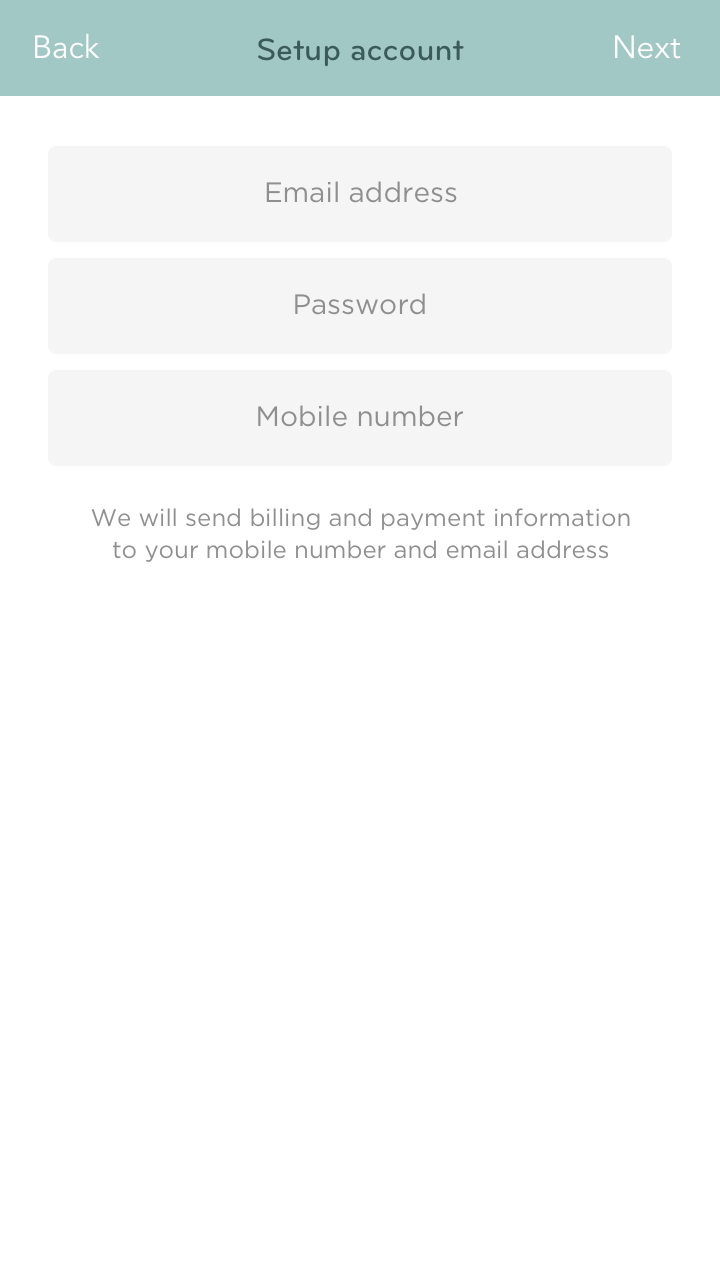 Back
Setup account
Next
Email address
Password
Mobile number
We will send billing and payment information
to your mobile number and email address